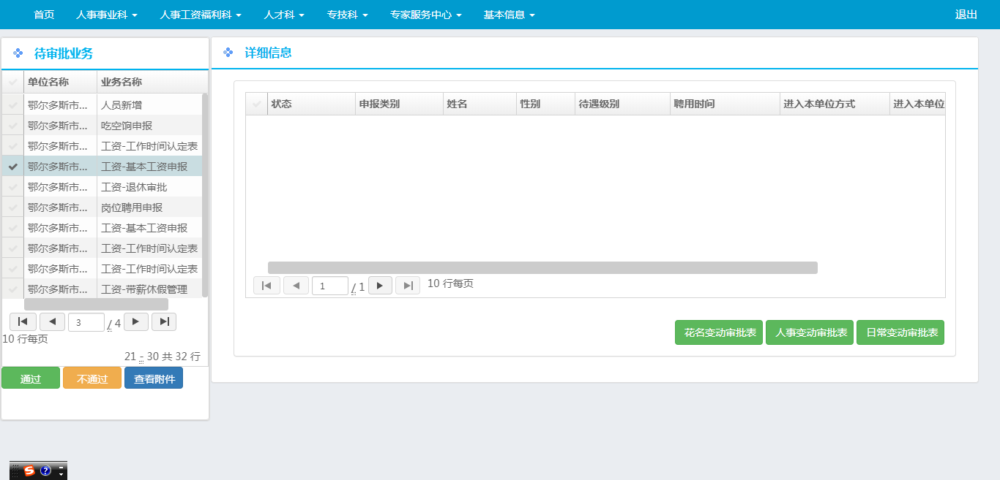 首页 人事事业科 人事工资福利科 人才科 专技科 专家服务中心 基本信息 退出
待审批业务
单位名称 业务名称
鄂尔多斯市... 人员新增
鄂尔多斯市... 吃空饷申报
鄂尔多斯市... 工资-工作时间认定表
鄂尔多斯市... 工资-基本工资申报
鄂尔多斯市... 工资-退休审批
鄂尔多斯市... 岗位聘用申报
鄂尔多斯市... 工资-基本工资申报
鄂尔多斯市... 工资-工作时间认定表
鄂尔多斯市... 工资-工作时间认定表
鄂尔多斯市... 工资-带薪休假管理
3 / 4
10 行每页
21 - 30 共 32 行
通过 不通过 查看附件
详细信息
状态 申报类别 姓名 性别 待遇级别 聘用时间 进入本单位方式 进入本单位
1 / 1 10 行每页
花名变动审批表 人事变动审批表 日常变动审批表
S ?